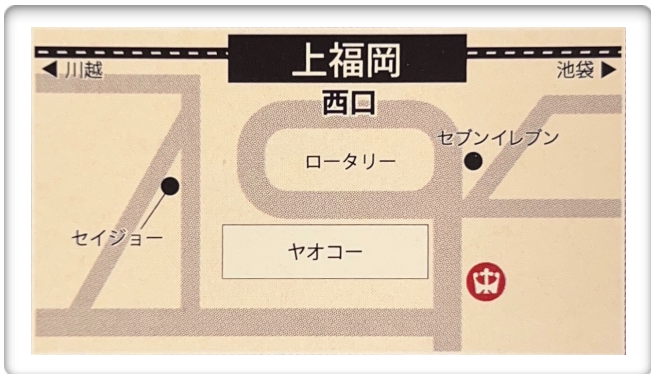 上福岡
◀川越
池袋▶
西口
セブンイレブン
ロータリー
セイジョー
ヤオコー